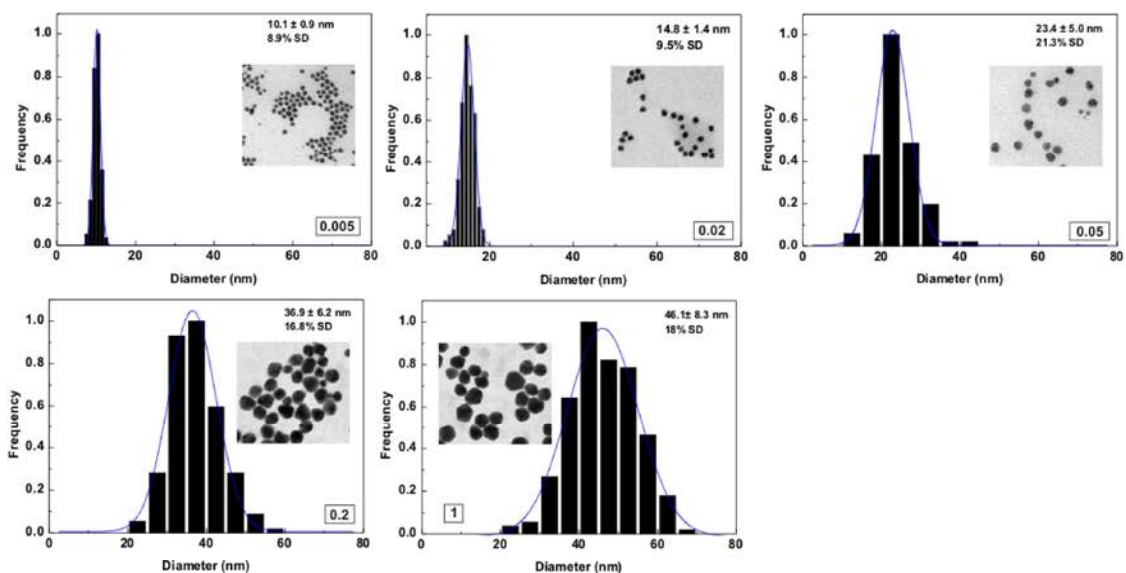 10.1 ± 0.9 nm
8.9% SD
Frequency
1.0
0.8
0.6
0.4
0.2
0.0
0.005
0 20 40 60 80
Diameter (nm)
14.8 ± 1.4 nm
9.5% SD
Frequency
1.0
0.8
0.6
0.4
0.2
0.0
0.02
0 20 40 60 80
Diameter (nm)
23.4 ± 5.0 nm
21.3% SD
Frequency
1.0
0.8
0.6
0.4
0.2
0.0
0.05
0 20 40 60 80
Diameter (nm)
36.9 ± 6.2 nm
16.8% SD
Frequency
1.0
0.8
0.6
0.4
0.2
0.0
0.2
0 20 40 60 80
Diameter (nm)
46.1± 8.3 nm
18% SD
Frequency
1.0
0.8
0.6
0.4
0.2
0.0
1
0 20 40 60 80
Diameter (nm)